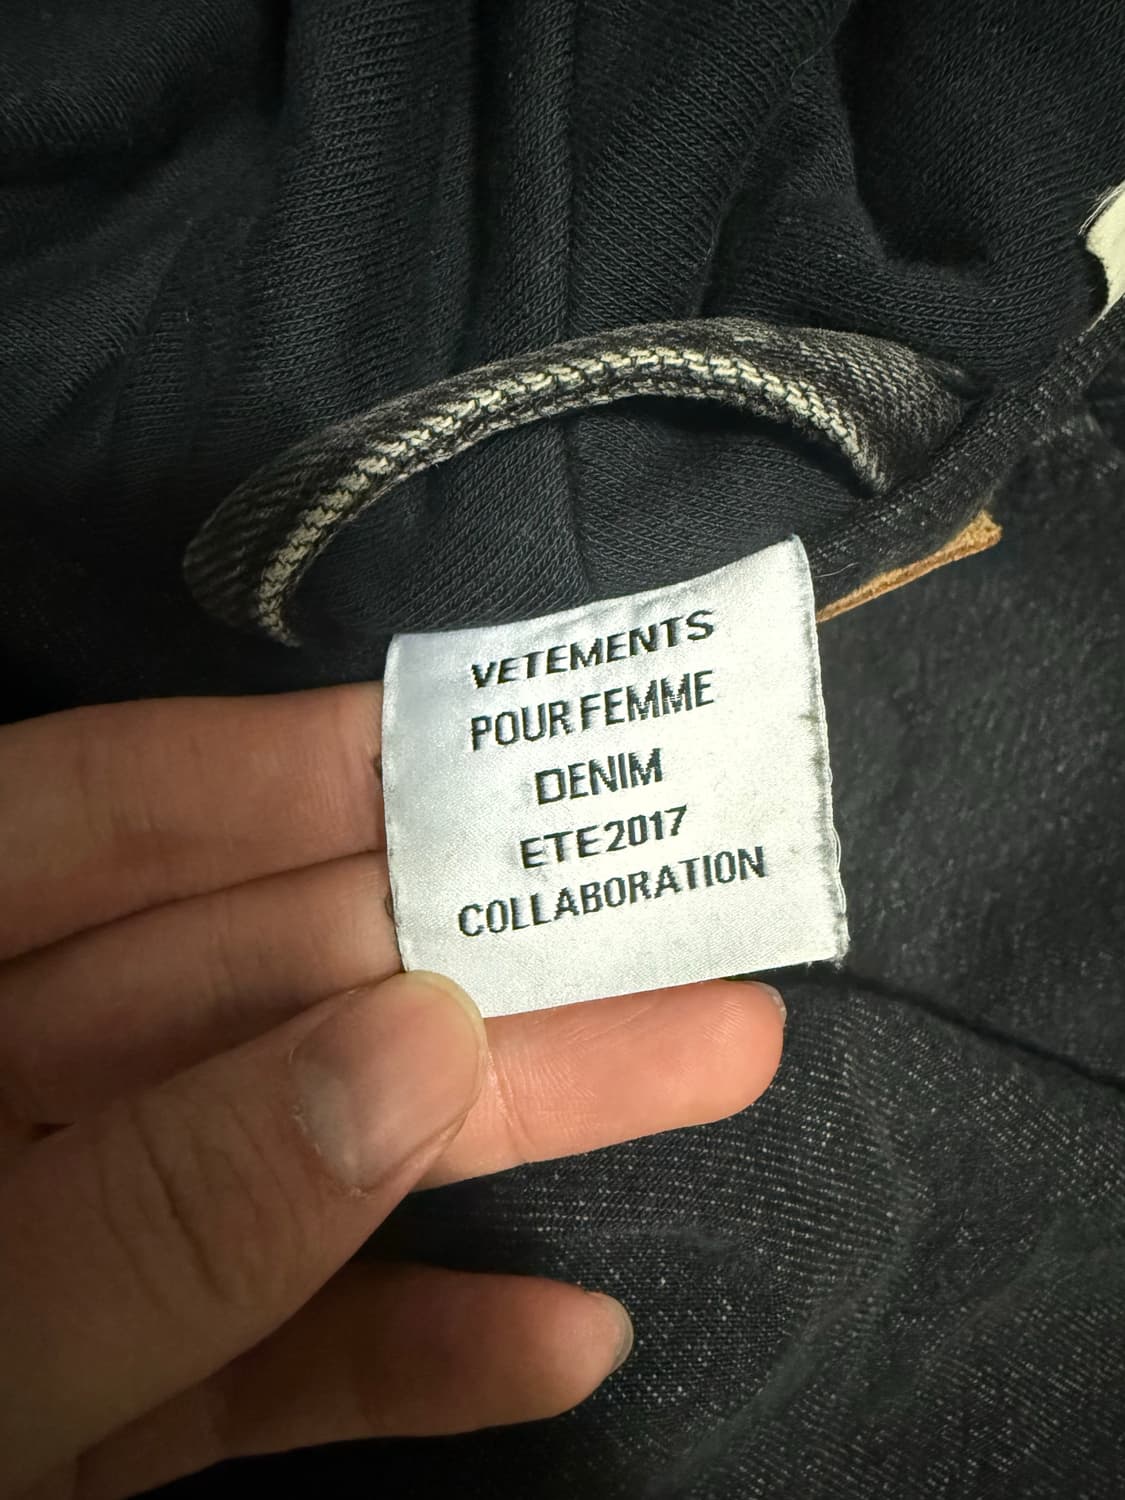 VETEMENTS
POUR FEMME
DENIM
ETE2017
COLLABORATION